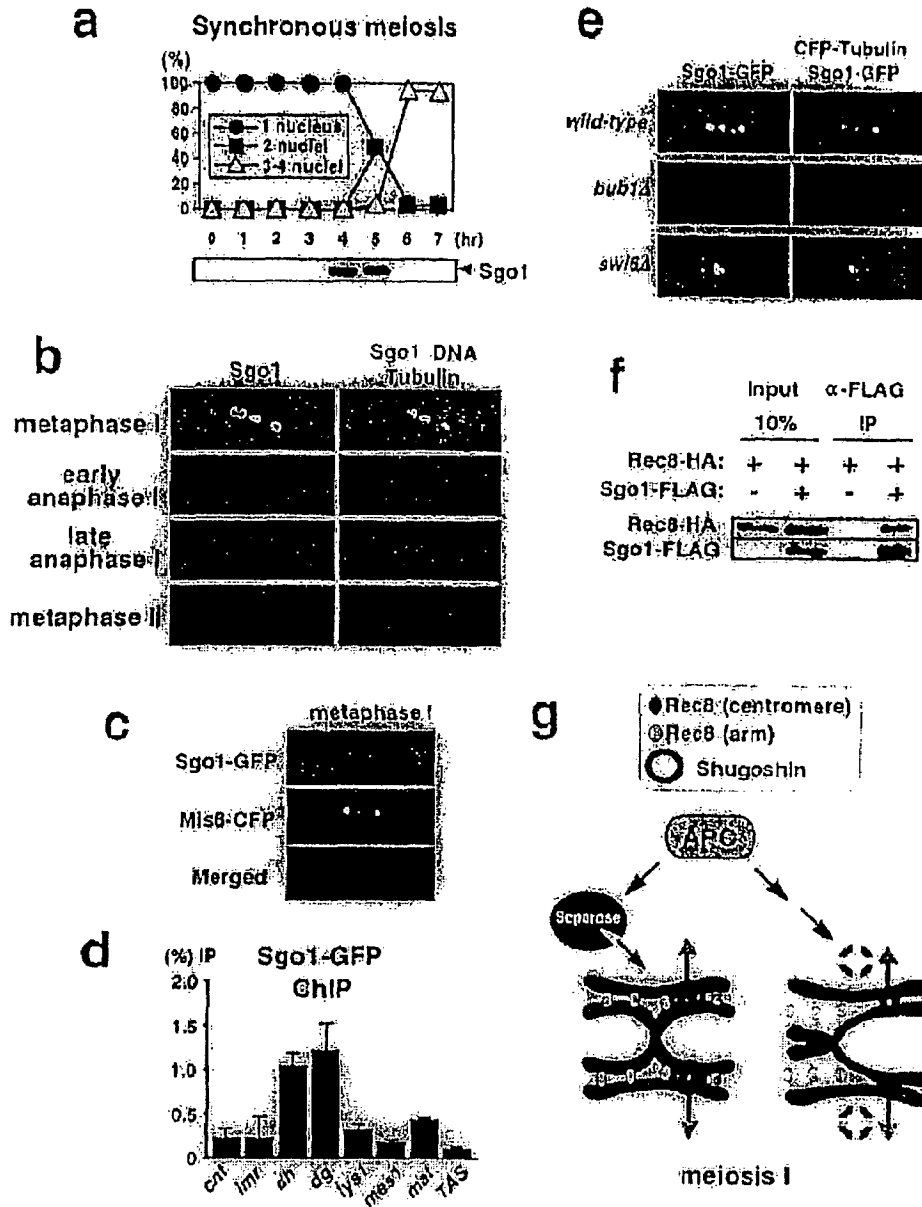 a
Synchronous meiosis
(%)
100
80
60
40
20
0
1 nucleus
2 nuclei
3-4 nuclei
0 1 2 3 4 5 6 7 (hr)
Sgo1
b
Sgo1
Sgo1 DNA
Tubulin
metaphase I
early
anaphase I
late
anaphase I
metaphase II
c
metaphase I
Sgo1-GFP
Mis6-CFP
Merged
d
(%) IP
Sgo1-GFP
ChIP
2.0
1.5
1.0
0.5
0
cnt imr dh dg lys1 mes1 mat TAS
e
Sgo1-GFP
CFP-Tubulin
Sgo1-GFP
wild-type
bub1Δ
swi6Δ
f
Input α-FLAG
10% IP
Rec8-HA: + + + +
Sgo1-FLAG: - + - +
Rec8-HA
Sgo1-FLAG
g
Rec8 (centromere)
Rec8 (arm)
Shugoshin
APC
Separase
meiosis I